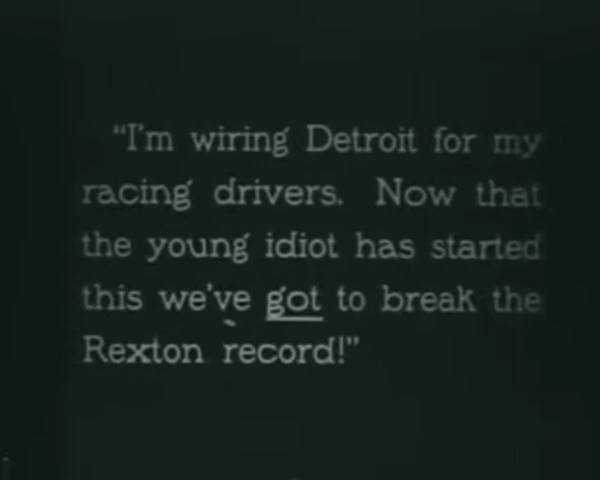 "I'm wiring Detroit for my
racing drivers. Now that
the young idiot has started
this we've got to break the
Rexton record!"